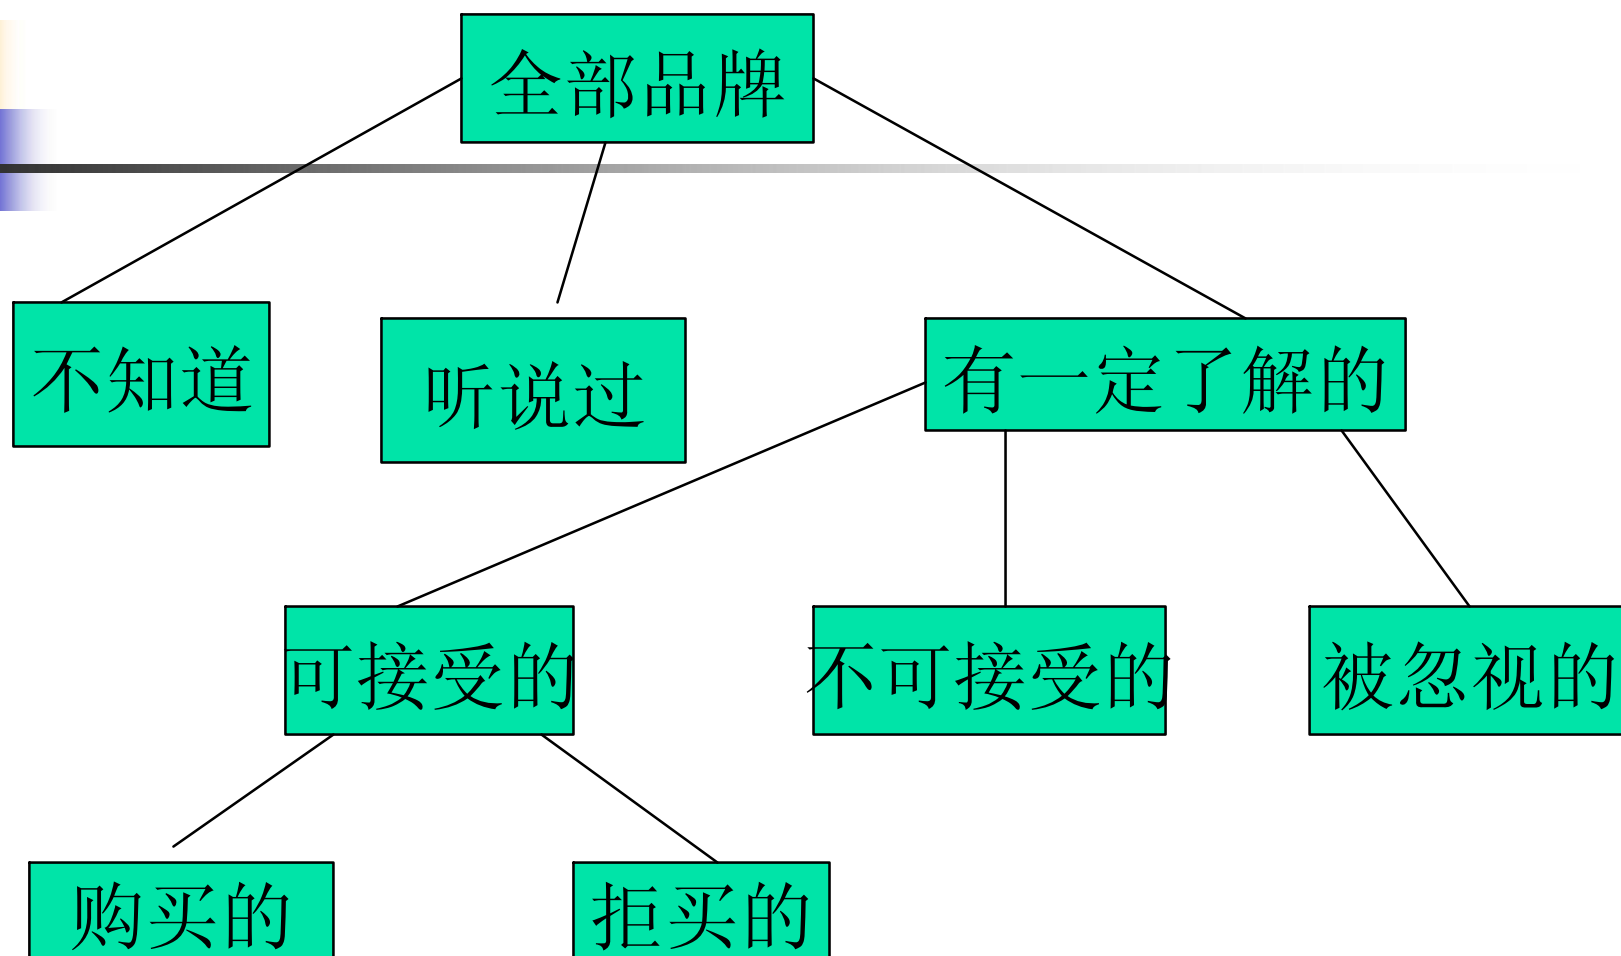 全部品牌
不知道
听说过
有一定了解的
可接受的
不可接受的
被忽视的
购买的
拒买的